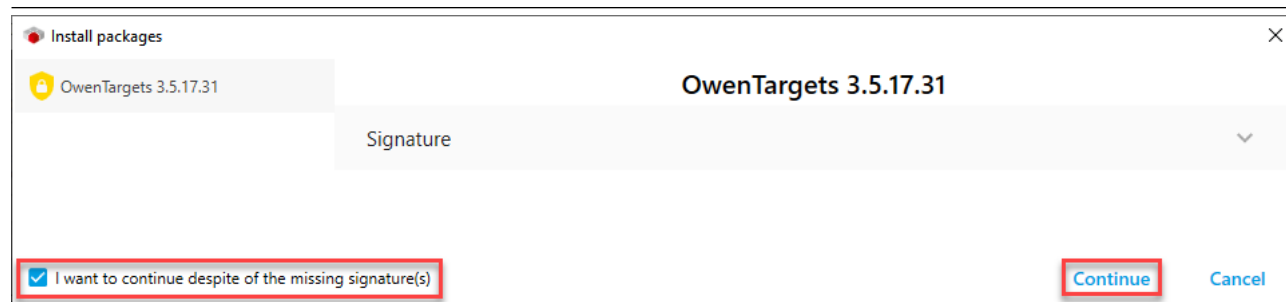 Install packages
OwenTargets 3.5.17.31
OwenTargets 3.5.17.31
Signature
I want to continue despite of the missing signature(s)
Continue
Cancel